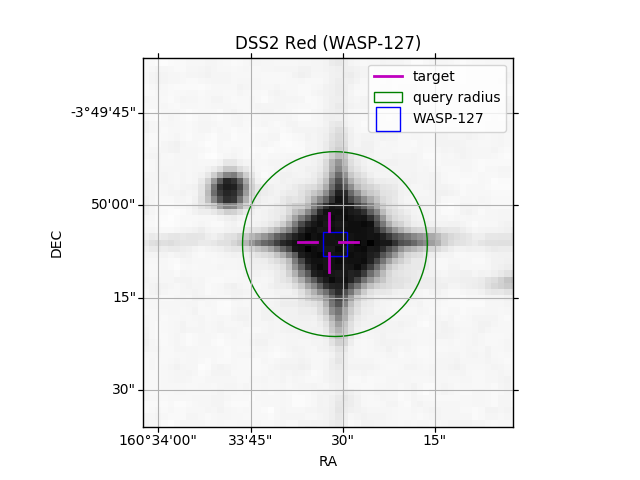 DSS2 Red (WASP-127)
target
query radius
WASP-127
-3°49'45"
50'00"
15"
30"
DEC
160°34'00" 33'45" 30" 15"
RA